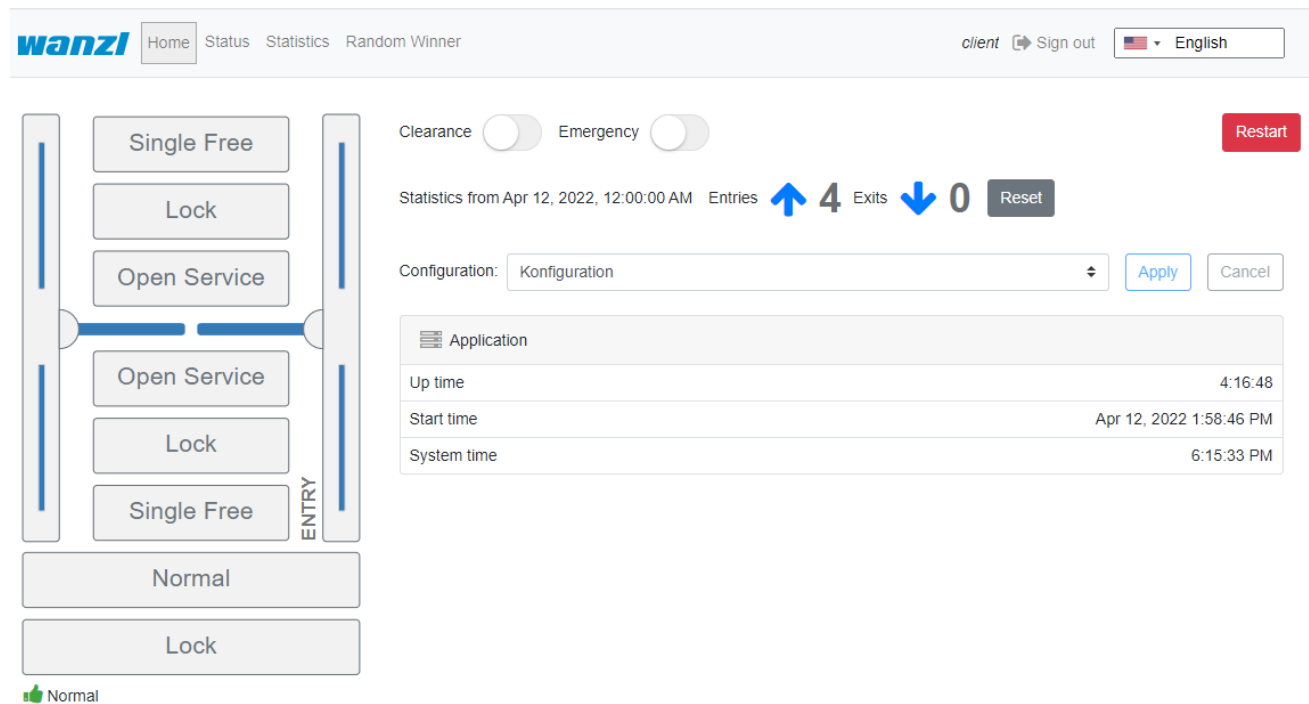 wanzl Home Status Statistics Random Winner client Sign out English
Single Free
Lock
Open Service
Open Service
Lock
Single Free
ENTRY
Normal
Lock
Normal
Clearance Emergency Restart
Statistics from Apr 12, 2022, 12:00:00 AM Entries 4 Exits 0 Reset
Configuration: Konfiguration Apply Cancel
Application
Up time 4:16:48
Start time Apr 12, 2022 1:58:46 PM
System time 6:15:33 PM